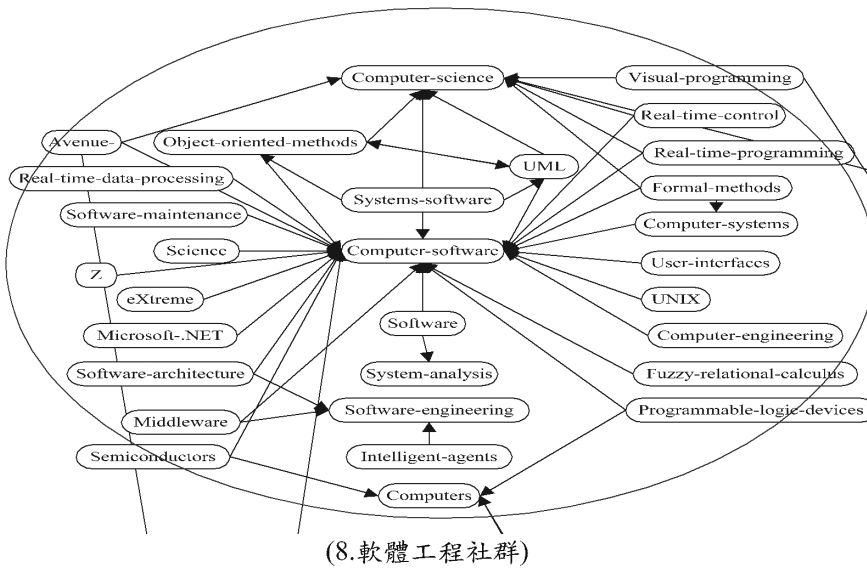 Computer-science
Visual-programming
Real-time-control
Avenue-
Object-oriented-methods
Real-time-programming
UML
Real-time-data-processing
Formal-methods
Systems-software
Software-maintenance
Computer-systems
Science
Computer-software
User-interfaces
Z
eXtreme
UNIX
Software
Microsoft-.NET
Computer-engineering
Software-architecture
System-analysis
Fuzzy-relational-calculus
Software-engineering
Programmable-logic-devices
Middleware
Semiconductors
Intelligent-agents
Computers
(8.軟體工程社群)